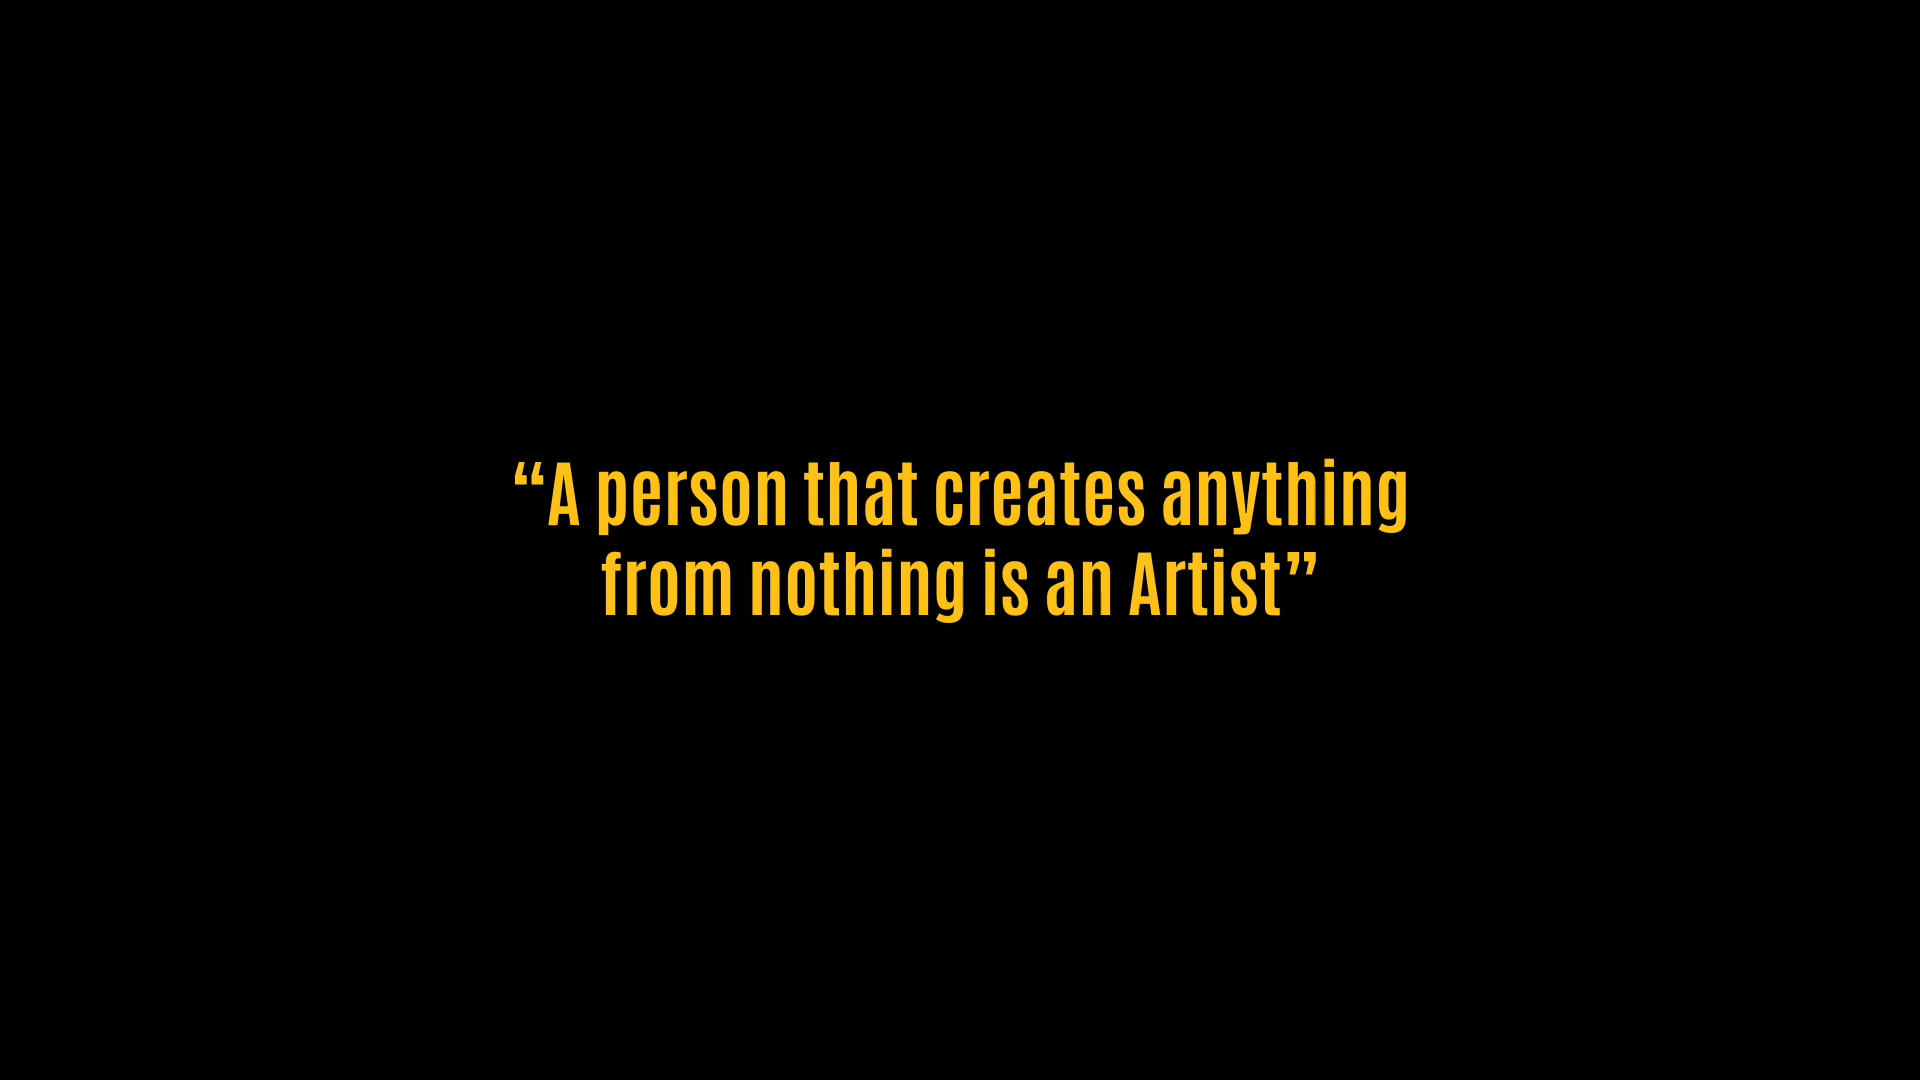 “A person that creates anything
from nothing is an Artist”